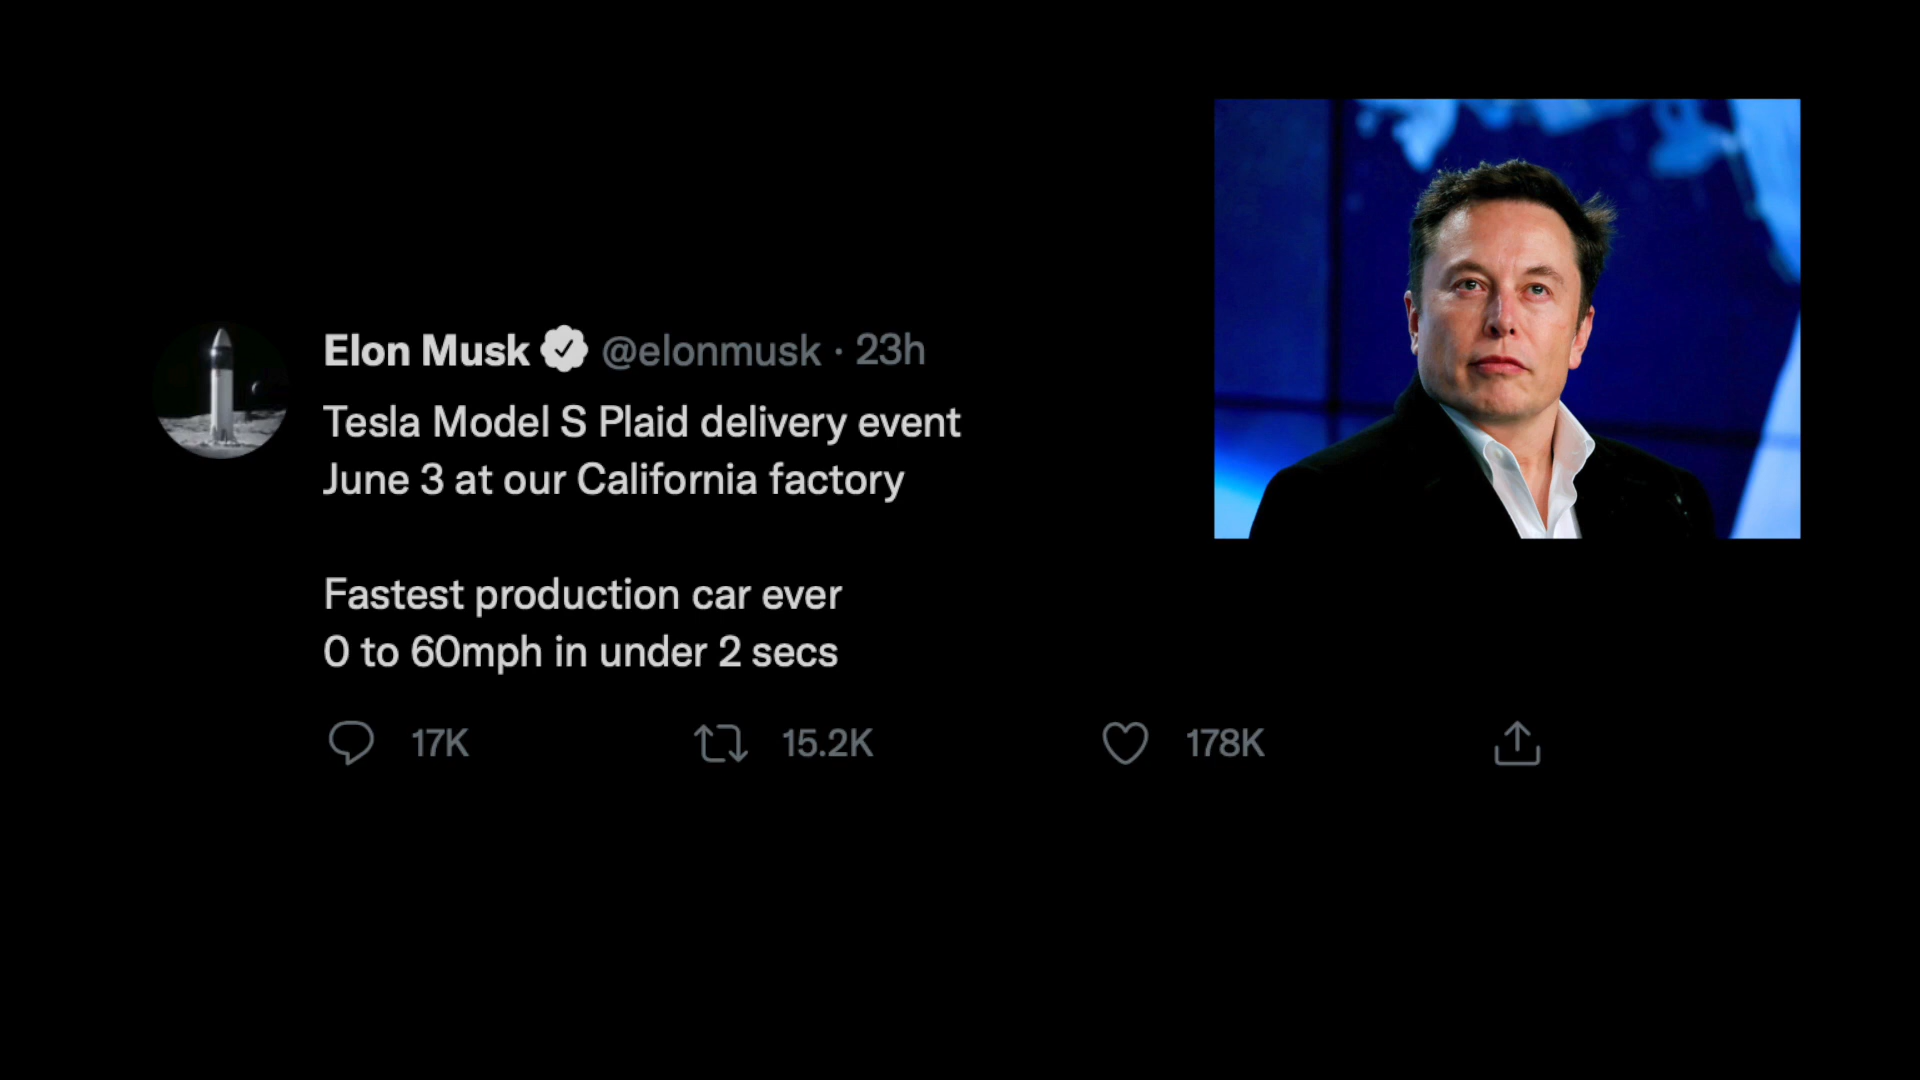 Elon Musk @elonmusk · 23h
Tesla Model S Plaid delivery event
June 3 at our California factory
Fastest production car ever
0 to 60mph in under 2 secs
17K 15.2K 178K